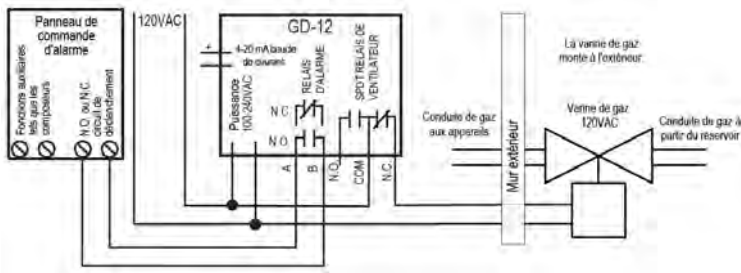 Panneau de
commande
d'alarme
Fonctions auxiliaires
tels que les
composeurs
N.O. ou N.C.
circuit de
déclenchement
120VAC
GD-12
+
4-20 mA boucle
de courant
Puissance
100-240VAC
RELAIS
D'ALARME
N C
N O
SPDT RELAIS DE
VENTILATEUR
A
B
N.O.
COM
N.C.
Conduite de gaz
aux appareils
Mur extérieur
La vanne de gaz
monte à l'extérieur
Vanne de gaz
120VAC
Conduite de gaz à
partir du reservoir